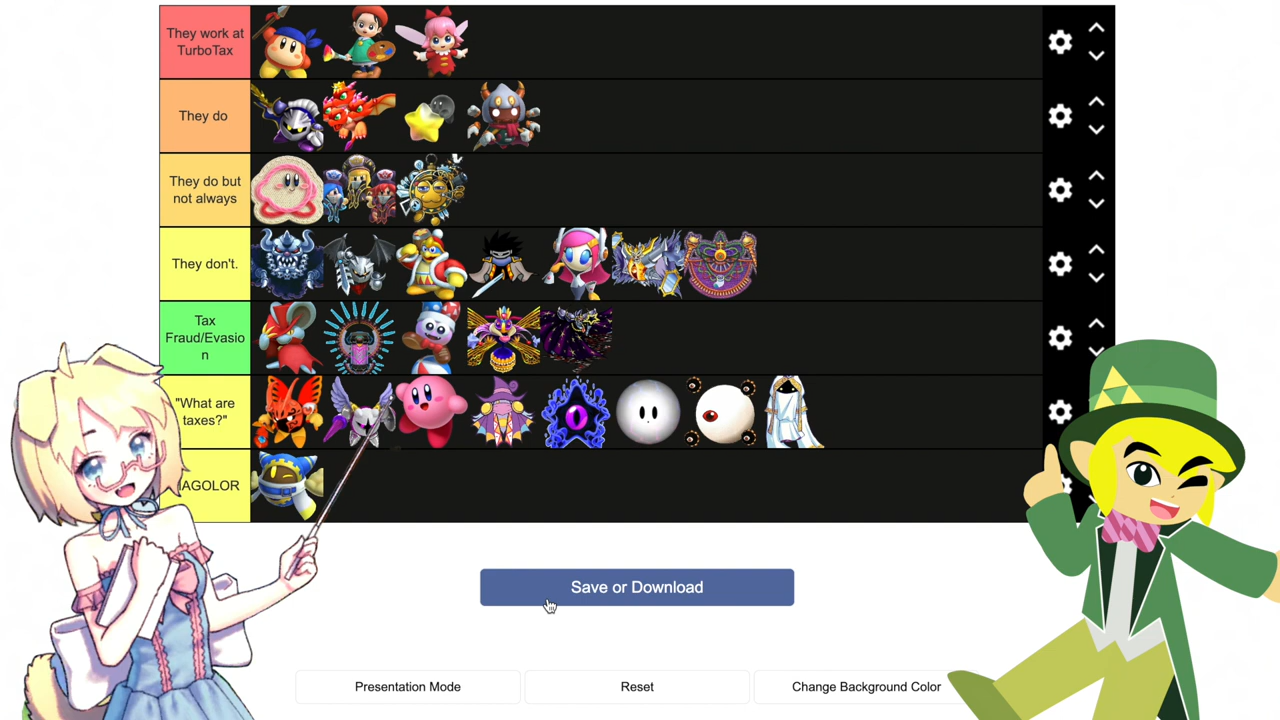 They work at
TurboTax
They do
They do but
not always
They don't.
Tax
Fraud/Evasio
n
"What are
taxes?"
AGOLOR
Save or Download
Presentation Mode
Reset
Change Background Color